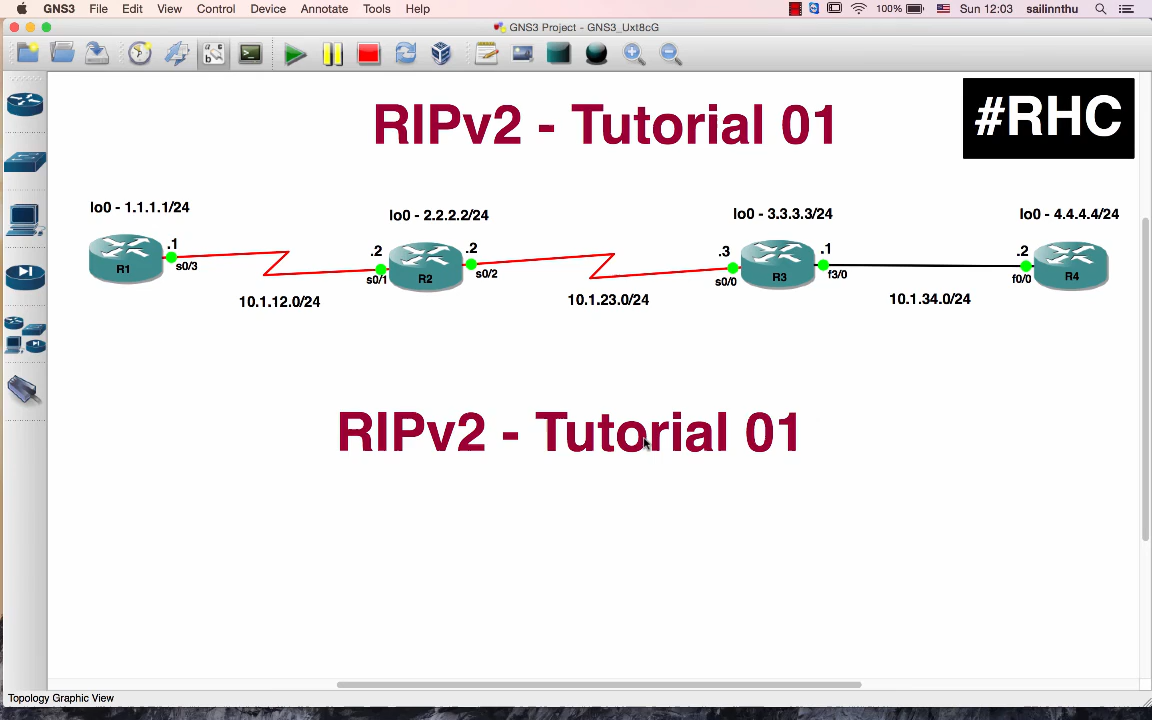 GNS3 File Edit View Control Device Annotate Tools Help 100% Sun 12:03 sailinnthu
GNS3 Project - GNS3_Uxt8cG
RIPv2 - Tutorial 01
#RHC
lo0 - 1.1.1.1/24
lo0 - 2.2.2.2/24
lo0 - 3.3.3.3/24
lo0 - 4.4.4.4/24
.1
.2
.2
.3
.1
.2
R1
s0/3
s0/1
R2
s0/2
s0/0
R3
f3/0
f0/0
R4
10.1.12.0/24
10.1.23.0/24
10.1.34.0/24
RIPv2 - Tutorial 01
Topology Graphic View